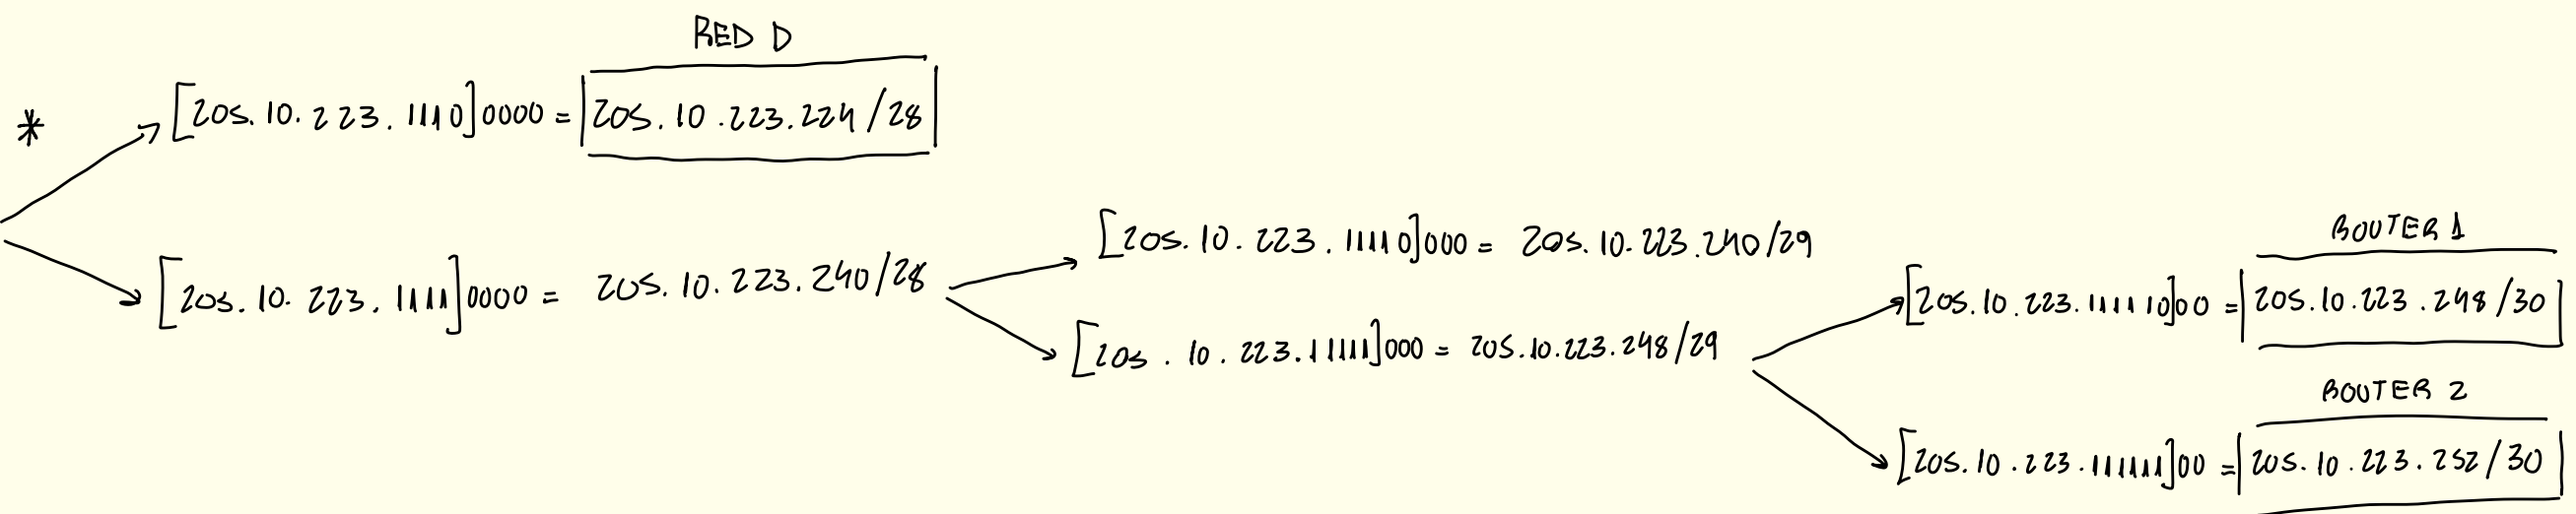 RED D
* [205.10.223.1110]0000 = 205.10.223.224/28
[205.10.223.1111]0000 = 205.10.223.240/28
[205.10.223.11110]000 = 205.10.223.240/29
[205.10.223.11111]000 = 205.10.223.248/29
ROUTER 1
[205.10.223.111110]00 = 205.10.223.248/30
ROUTER 2
[205.10.223.111111]00 = 205.10.223.252/30